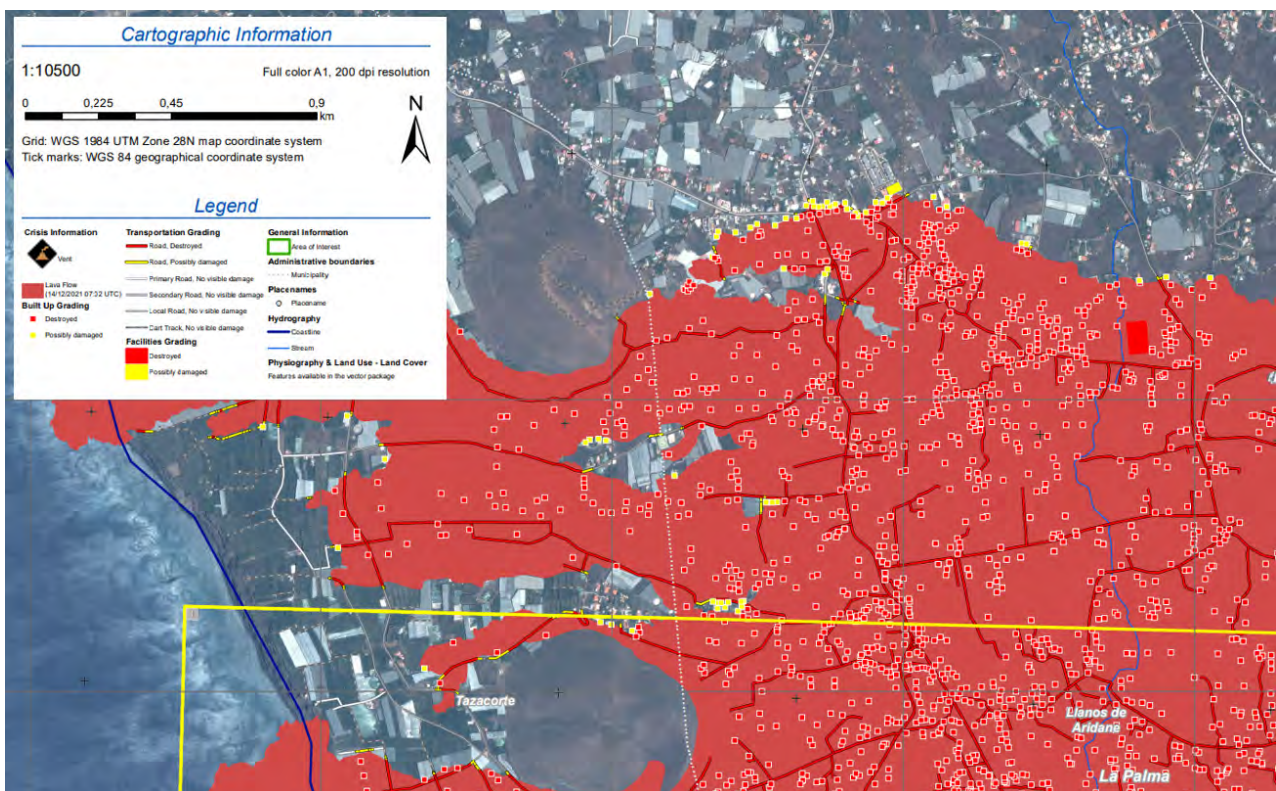 Cartographic Information
1:10500
Full color A1, 200 dpi resolution
0 0,225 0,45 0,9
km
N
Grid: WGS 1984 UTM Zone 28N map coordinate system
Tick marks: WGS 84 geographical coordinate system
Legend
Crisis Information
Vent
Lava Flow
(14/12/2021 07:32 UTC)
Built Up Grading
Destroyed
Possibly damaged
Transportation Grading
Road, Destroyed
Road, Possibly damaged
Primary Road, No visible damage
Secondary Road, No visible damage
Local Road, No visible damage
Cart Track, No visible damage
Facilities Grading
Destroyed
Possibly damaged
General Information
Area of Interest
Administrative boundaries
Municipality
Placenames
Placename
Hydrography
Coastline
Stream
Physiography & Land Use - Land Cover
Features available in the vector package
Tazacorte
Llanos de
Aridane
La Palma